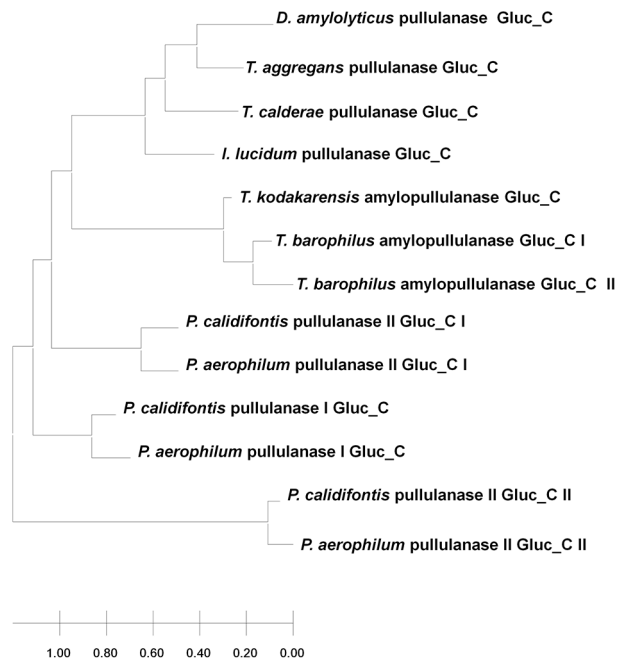 D. amylolyticus pullulanase Gluc_C
T. aggregans pullulanase Gluc_C
T. calderae pullulanase Gluc_C
I. lucidum pullulanase Gluc_C
T. kodakarensis amylopullulanase Gluc_C
T. barophilus amylopullulanase Gluc_C I
T. barophilus amylopullulanase Gluc_C II
P. calidifontis pullulanase II Gluc_C I
P. aerophilum pullulanase II Gluc_C I
P. calidifontis pullulanase I Gluc_C
P. aerophilum pullulanase I Gluc_C
P. calidifontis pullulanase II Gluc_C II
P. aerophilum pullulanase II Gluc_C II
1.00 0.80 0.60 0.40 0.20 0.00